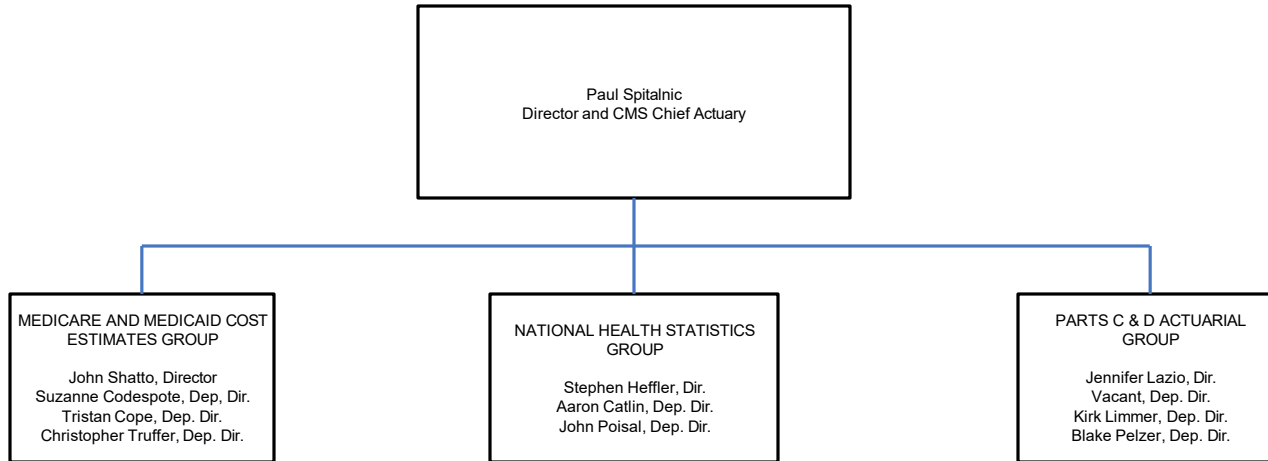 Paul Spitalnic
Director and CMS Chief Actuary
MEDICARE AND MEDICAID COST
ESTIMATES GROUP
John Shatto, Director
Suzanne Codespote, Dep, Dir.
Tristan Cope, Dep. Dir.
Christopher Truffer, Dep. Dir.
NATIONAL HEALTH STATISTICS
GROUP
Stephen Heffler, Dir.
Aaron Catlin, Dep. Dir.
John Poisal, Dep. Dir.
PARTS C & D ACTUARIAL
GROUP
Jennifer Lazio, Dir.
Vacant, Dep. Dir.
Kirk Limmer, Dep. Dir.
Blake Pelzer, Dep. Dir.